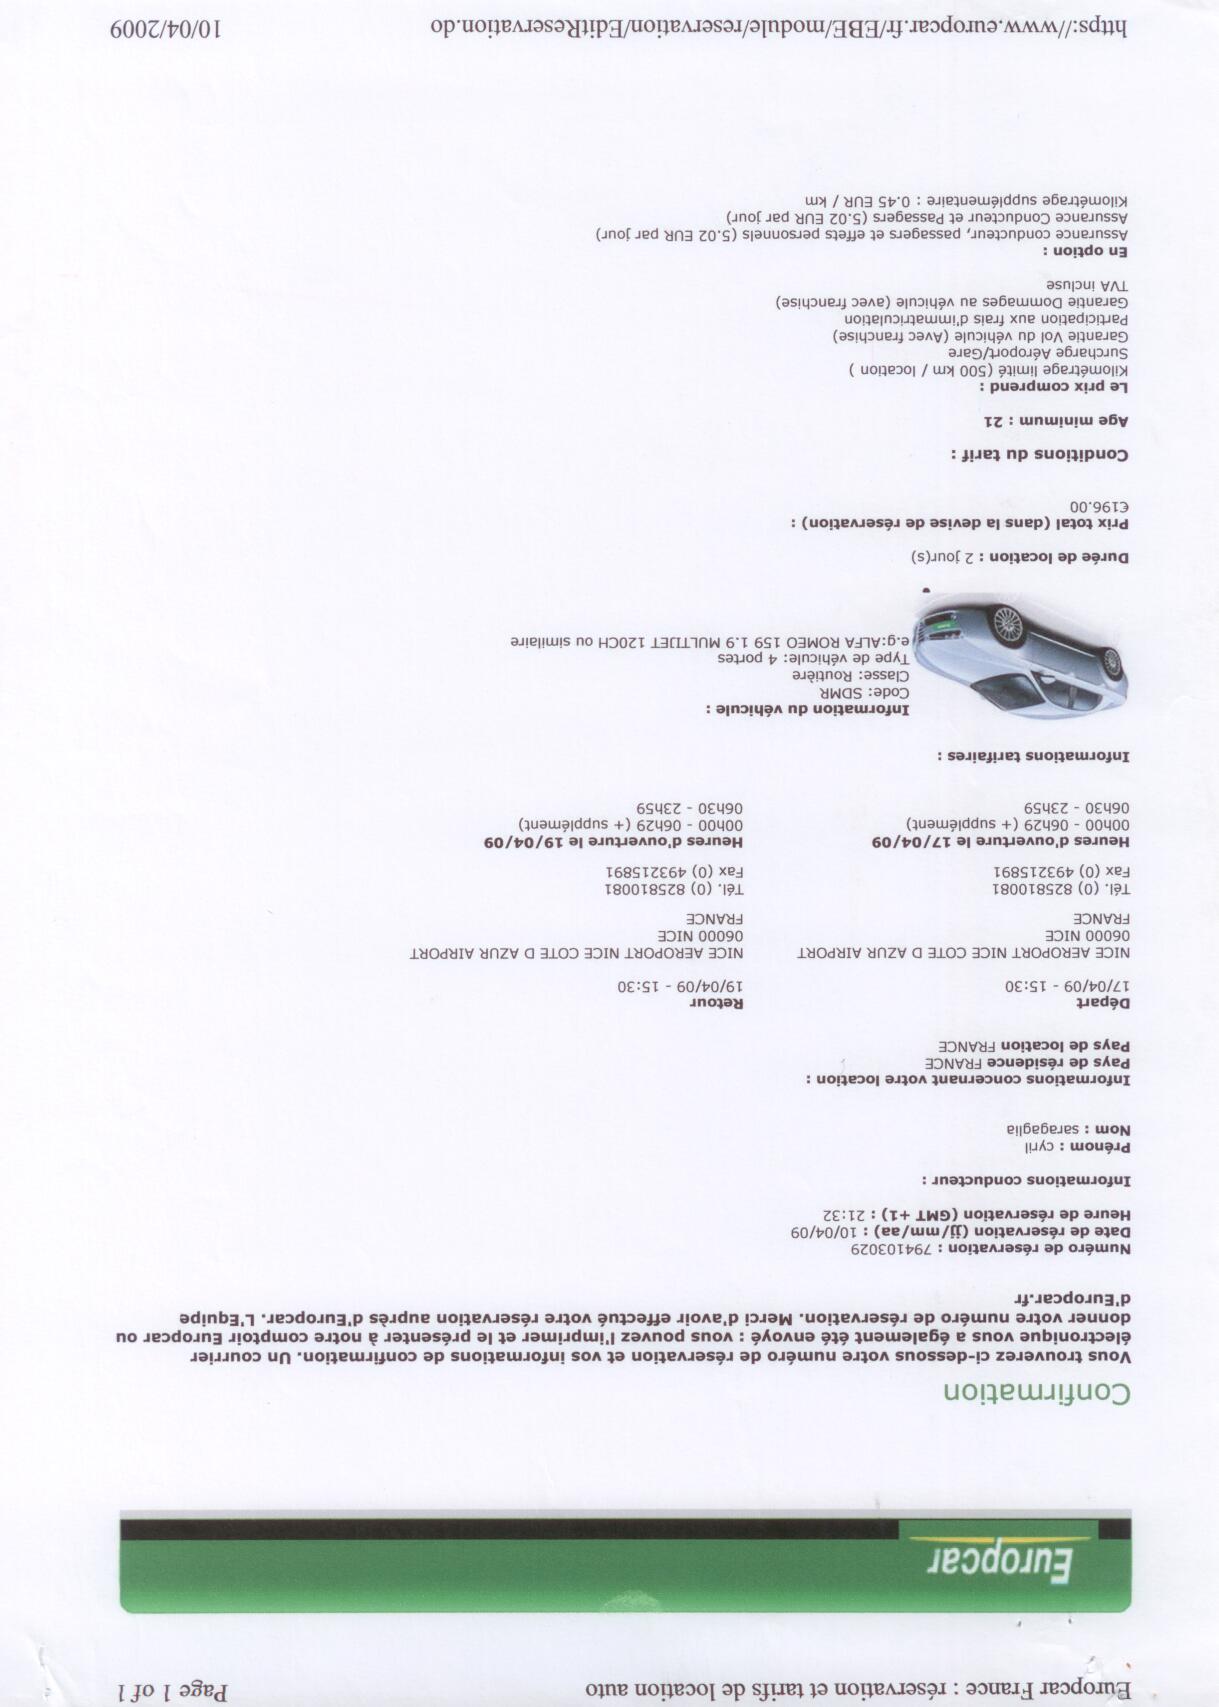 Europcar France : réservation et tarifs de location auto
Page 1 of 1
Europcar
Confirmation
Vous trouverez ci-dessous votre numéro de réservation et vos informations de confirmation. Un courrier
électronique vous a également été envoyé : vous pouvez l'imprimer et le présenter à notre comptoir Europcar ou
donner votre numéro de réservation. Merci d'avoir effectué votre réservation auprès d'Europcar. L'Equipe
d'Europcar.fr
Numéro de réservation : 794103029
Date de réservation (jj/mm/aa) : 10/04/09
Heure de réservation (GMT +1) : 21:32
Informations conducteur :
Prénom : cyril
Nom : saragaglia
Informations concernant votre location :
Pays de résidence FRANCE
Pays de location FRANCE
Départ
17/04/09 - 15:30
NICE AEROPORT NICE COTE D AZUR AIRPORT
06000 NICE
FRANCE
Tél. (0) 825810081
Fax (0) 493215891
Heures d'ouverture le 17/04/09
00h00 - 06h29 (+ supplément)
06h30 - 23h59
Retour
19/04/09 - 15:30
NICE AEROPORT NICE COTE D AZUR AIRPORT
06000 NICE
FRANCE
Tél. (0) 825810081
Fax (0) 493215891
Heures d'ouverture le 19/04/09
00h00 - 06h29 (+ supplément)
06h30 - 23h59
Informations tarifaires :
Information du véhicule :
Code: SDMR
Classe: Routière
Type de véhicule: 4 portes
e.g:ALFA ROMEO 159 1.9 MULTIJET 120CH ou similaire
Durée de location : 2 jour(s)
Prix total (dans la devise de réservation) :
€196.00
Conditions du tarif :
Age minimum : 21
Le prix comprend :
Kilométrage limité (500 km / location )
Surcharge Aéroport/Gare
Garantie Vol du véhicule (Avec franchise)
Participation aux frais d'immatriculation
Garantie Dommages au véhicule (avec franchise)
TVA incluse
En option :
Assurance conducteur, passagers et effets personnels (5.02 EUR par jour)
Assurance Conducteur et Passagers (5.02 EUR par jour)
Kilométrage supplémentaire : 0.45 EUR / km
https://www.europcar.fr/EBE/module/reservation/EditReservation.do
10/04/2009